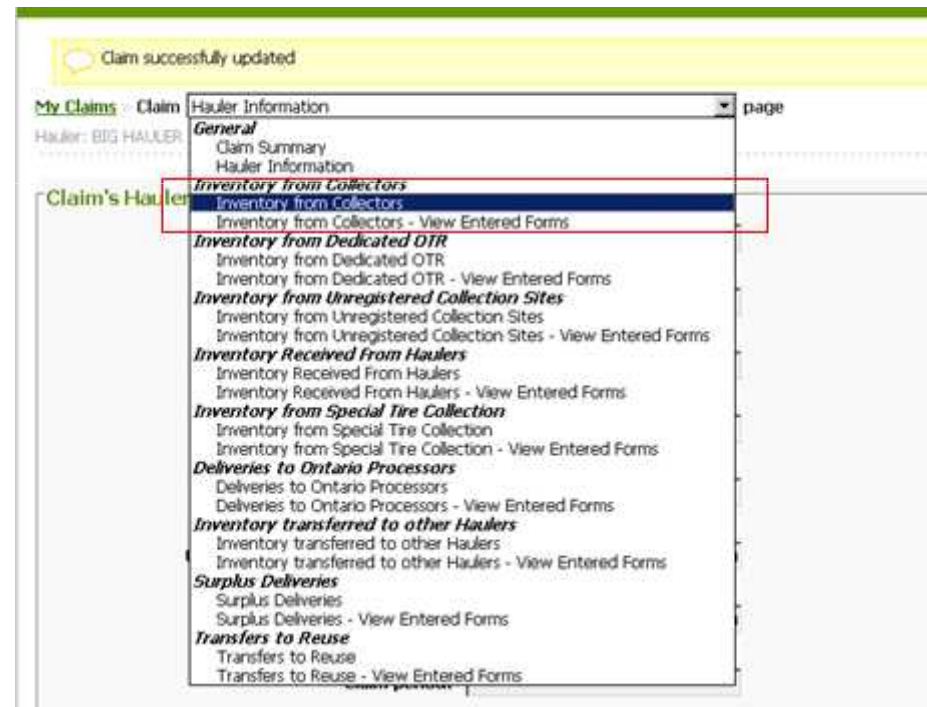 Claim successfully updated
My Claims Claim Hauler Information page
Hauler: BIG HAULER
General
Claim Summary
Hauler Information
Claim's Hauler
Inventory from Collectors
Inventory from Collectors
Inventory from Collectors - View Entered Forms
Inventory from Dedicated OTR
Inventory from Dedicated OTR
Inventory from Dedicated OTR - View Entered Forms
Inventory from Unregistered Collection Sites
Inventory from Unregistered Collection Sites
Inventory from Unregistered Collection Sites - View Entered Forms
Inventory Received From Haulers
Inventory Received From Haulers
Inventory Received From Haulers - View Entered Forms
Inventory from Special Tire Collection
Inventory from Special Tire Collection
Inventory from Special Tire Collection - View Entered Forms
Deliveries to Ontario Processors
Deliveries to Ontario Processors
Deliveries to Ontario Processors - View Entered Forms
Inventory transferred to other Haulers
Inventory transferred to other Haulers
Inventory transferred to other Haulers - View Entered Forms
Surplus Deliveries
Surplus Deliveries
Surplus Deliveries - View Entered Forms
Transfers to Reuse
Transfers to Reuse
Transfers to Reuse - View Entered Forms